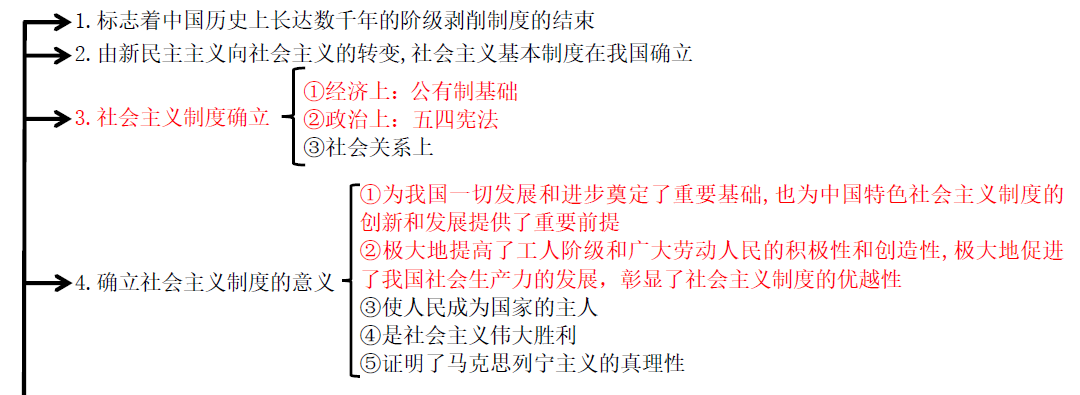 1.标志着中国历史上长达数千年的阶级剥削制度的结束
2.由新民主主义向社会主义的转变,社会主义基本制度在我国确立
3.社会主义制度确立
①经济上：公有制基础
②政治上：五四宪法
③社会关系上
4.确立社会主义制度的意义
①为我国一切发展和进步奠定了重要基础,也为中国特色社会主义制度的
创新和发展提供了重要前提
②极大地提高了工人阶级和广大劳动人民的积极性和创造性,极大地促进
了我国社会生产力的发展，彰显了社会主义制度的优越性
③使人民成为国家的主人
④是社会主义伟大胜利
⑤证明了马克思列宁主义的真理性